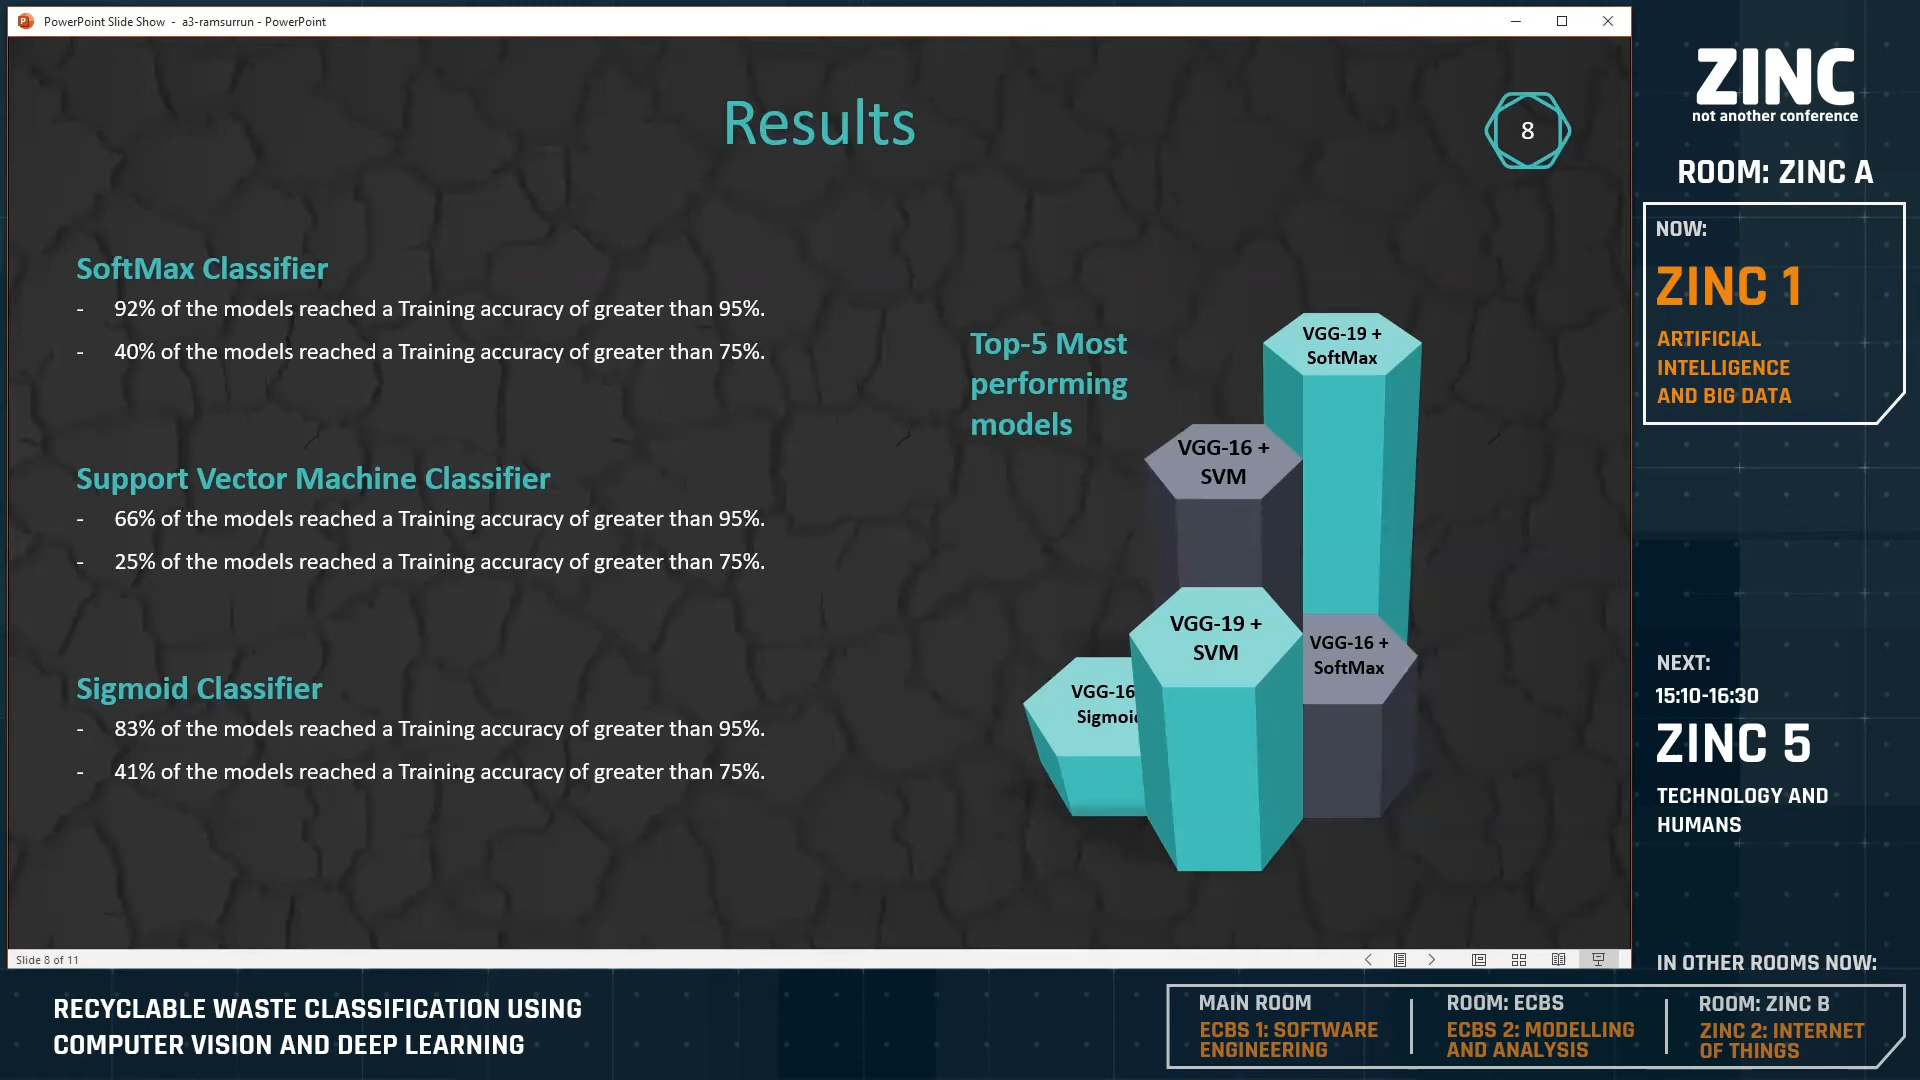 PowerPoint Slide Show - a3-ramsurrun - PowerPoint
Results
8
SoftMax Classifier
- 92% of the models reached a Training accuracy of greater than 95%.
- 40% of the models reached a Training accuracy of greater than 75%.
Support Vector Machine Classifier
- 66% of the models reached a Training accuracy of greater than 95%.
- 25% of the models reached a Training accuracy of greater than 75%.
Sigmoid Classifier
- 83% of the models reached a Training accuracy of greater than 95%.
- 41% of the models reached a Training accuracy of greater than 75%.
Top-5 Most
performing
models
VGG-19 +
SoftMax
VGG-16 +
SVM
VGG-19 +
SVM
VGG-16 +
SoftMax
VGG-16
Sigmoid
Slide 8 of 11
ZINC
not another conference
ROOM: ZINC A
NOW:
ZINC 1
ARTIFICIAL
INTELLIGENCE
AND BIG DATA
NEXT:
15:10-16:30
ZINC 5
TECHNOLOGY AND
HUMANS
IN OTHER ROOMS NOW:
MAIN ROOM
ECBS 1: SOFTWARE
ENGINEERING
ROOM: ECBS
ECBS 2: MODELLING
AND ANALYSIS
ROOM: ZINC B
ZINC 2: INTERNET
OF THINGS
RECYCLABLE WASTE CLASSIFICATION USING
COMPUTER VISION AND DEEP LEARNING